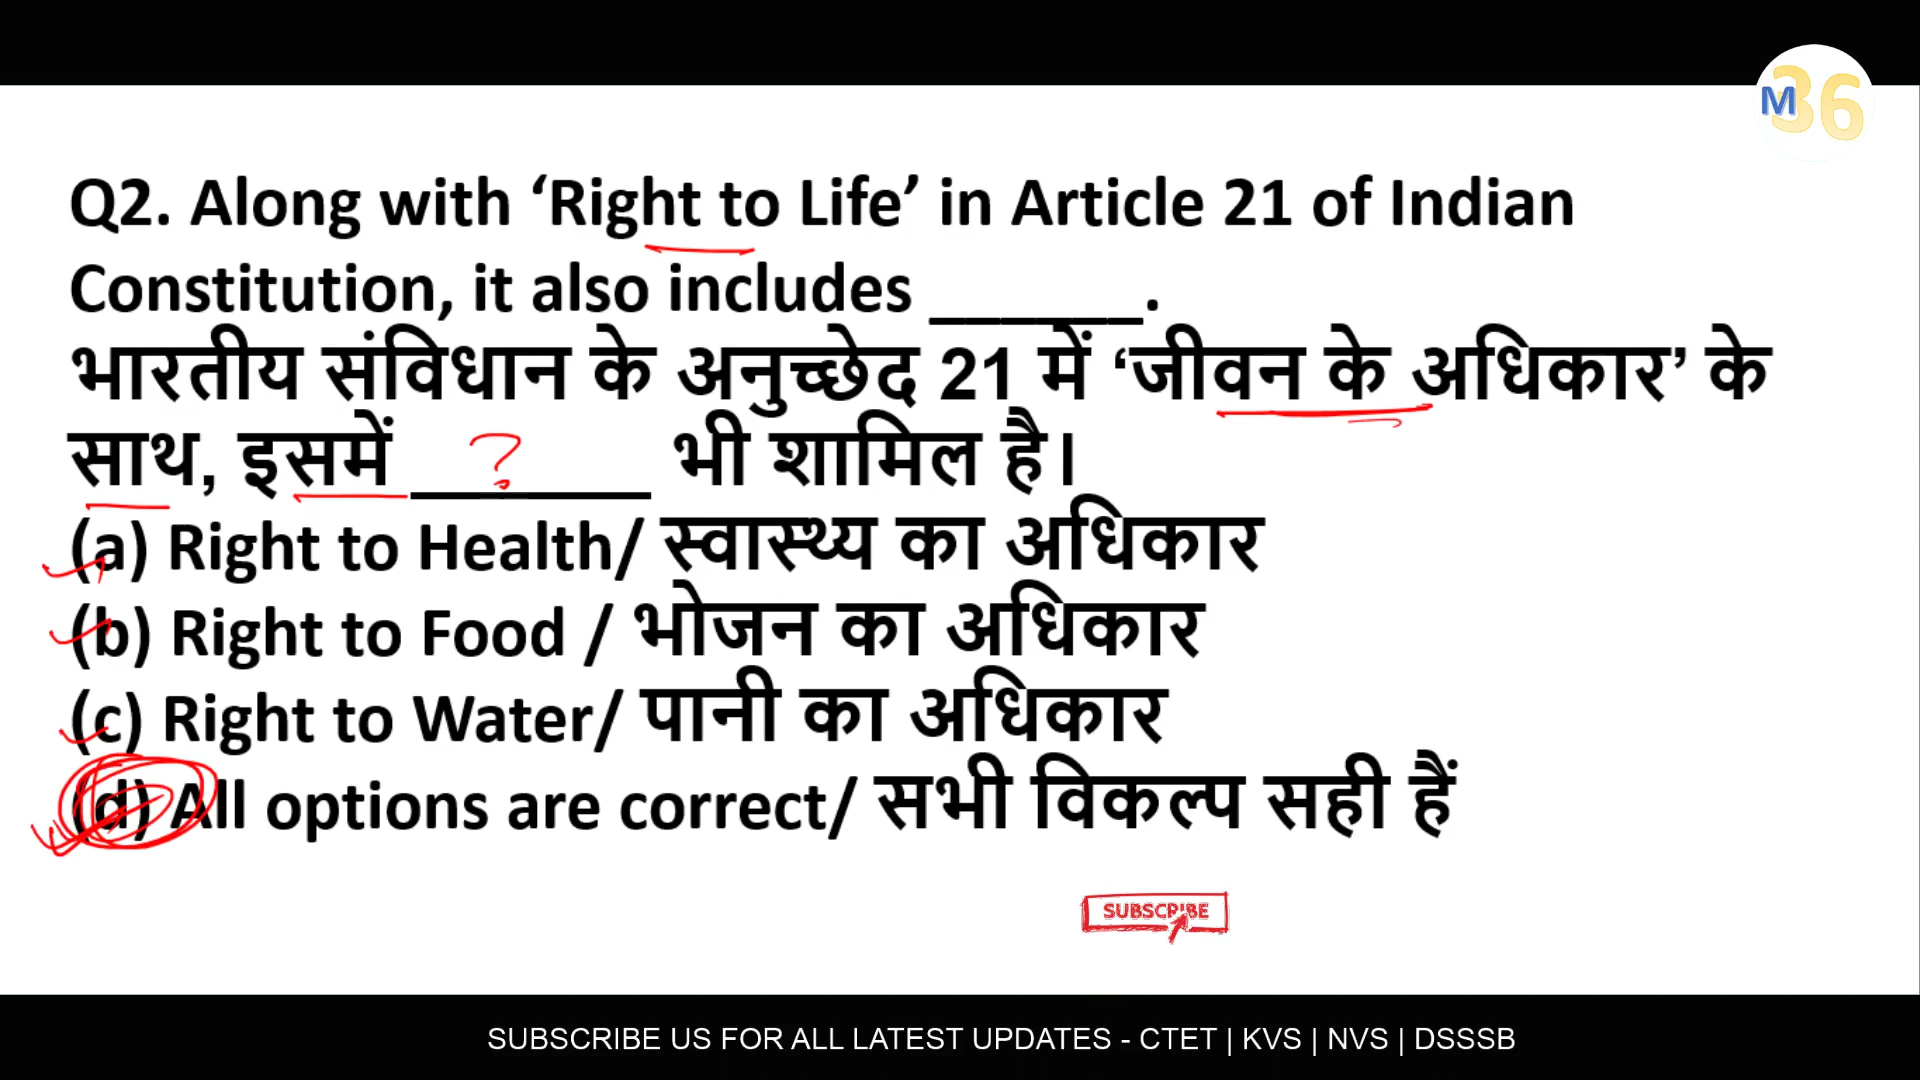 M36
Q2. Along with ‘Right to Life’ in Article 21 of Indian
Constitution, it also includes ______.
भारतीय संविधान के अनुच्छेद 21 में ‘जीवन के अधिकार’ के
साथ, इसमें ___?___ भी शामिल है।
(a) Right to Health/ स्वास्थ्य का अधिकार
(b) Right to Food / भोजन का अधिकार
(c) Right to Water/ पानी का अधिकार
(d) All options are correct/ सभी विकल्प सही हैं
SUBSCRIBE
SUBSCRIBE US FOR ALL LATEST UPDATES - CTET | KVS | NVS | DSSSB